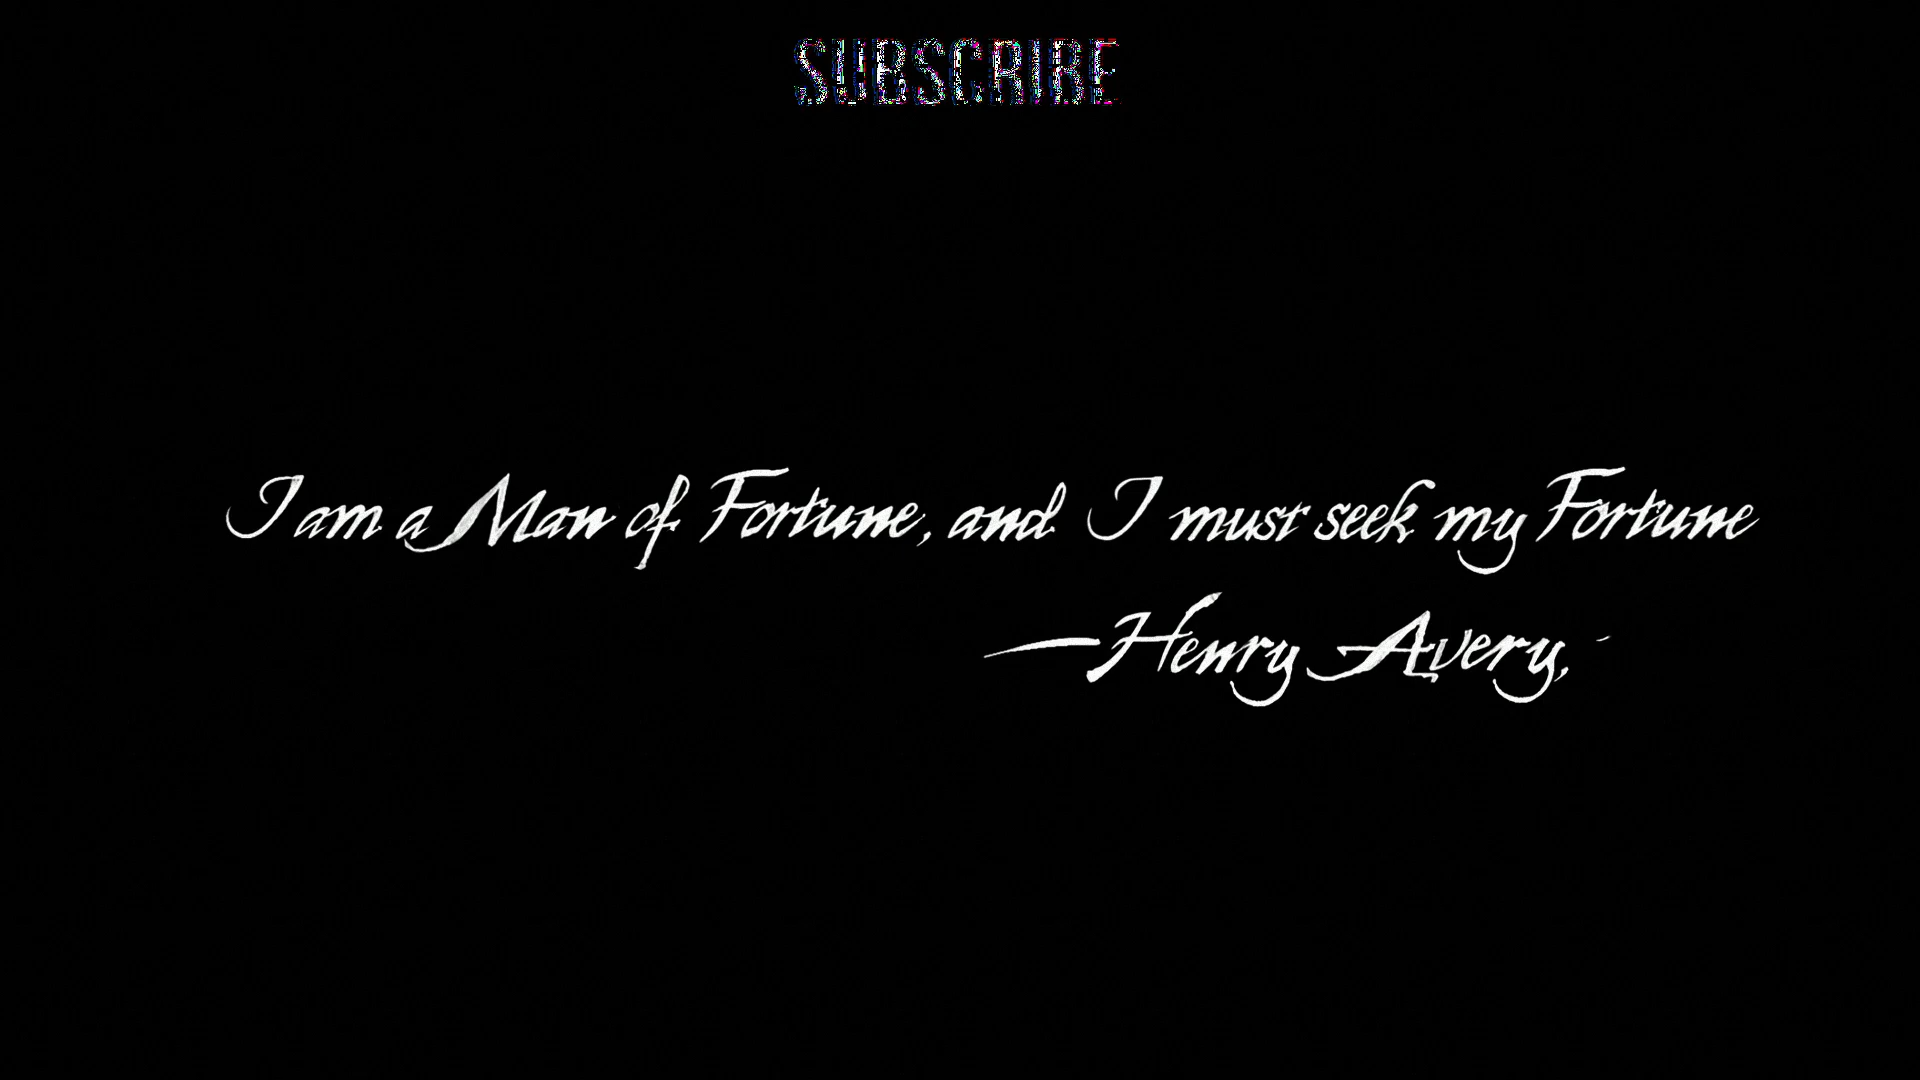 SUBSCRIBE
I am a Man of Fortune, and I must seek my Fortune
—Henry Avery,